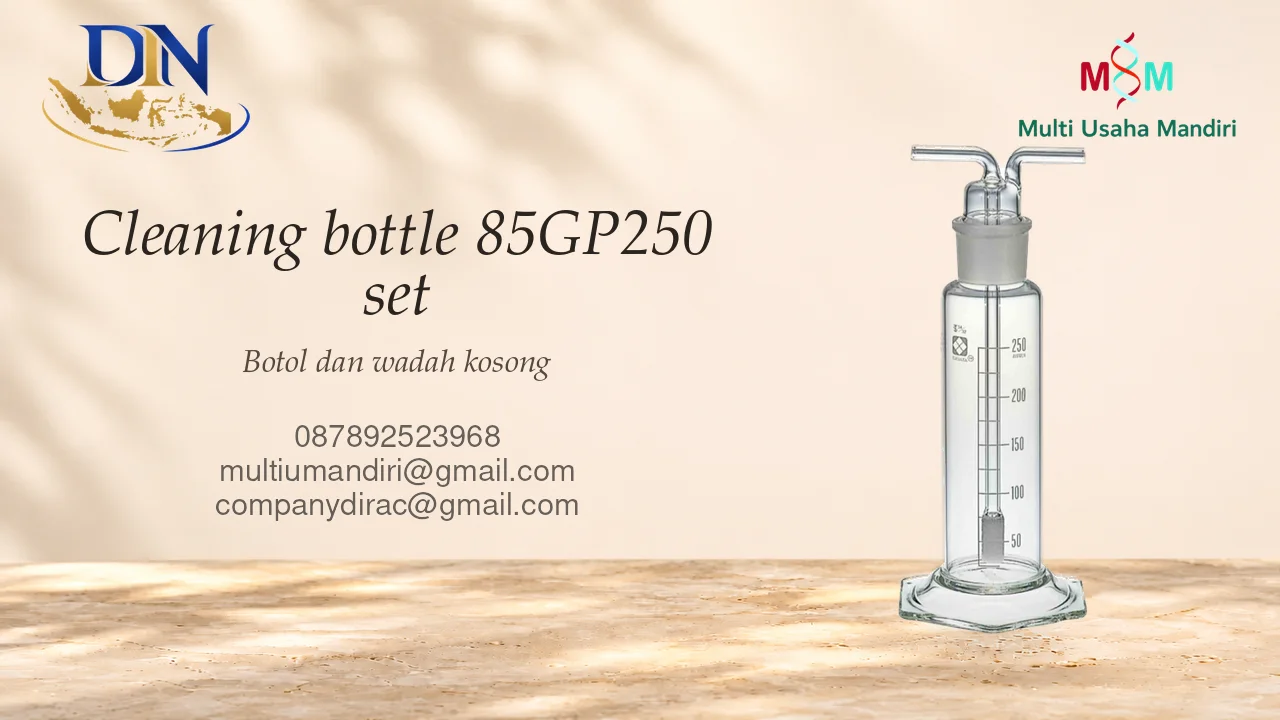 DIN
M M
Multi Usaha Mandiri
Cleaning bottle 85GP250
set
Botol dan wadah kosong
087892523968
multiumandiri@gmail.com
companydirac@gmail.com
250
200
150
100
50